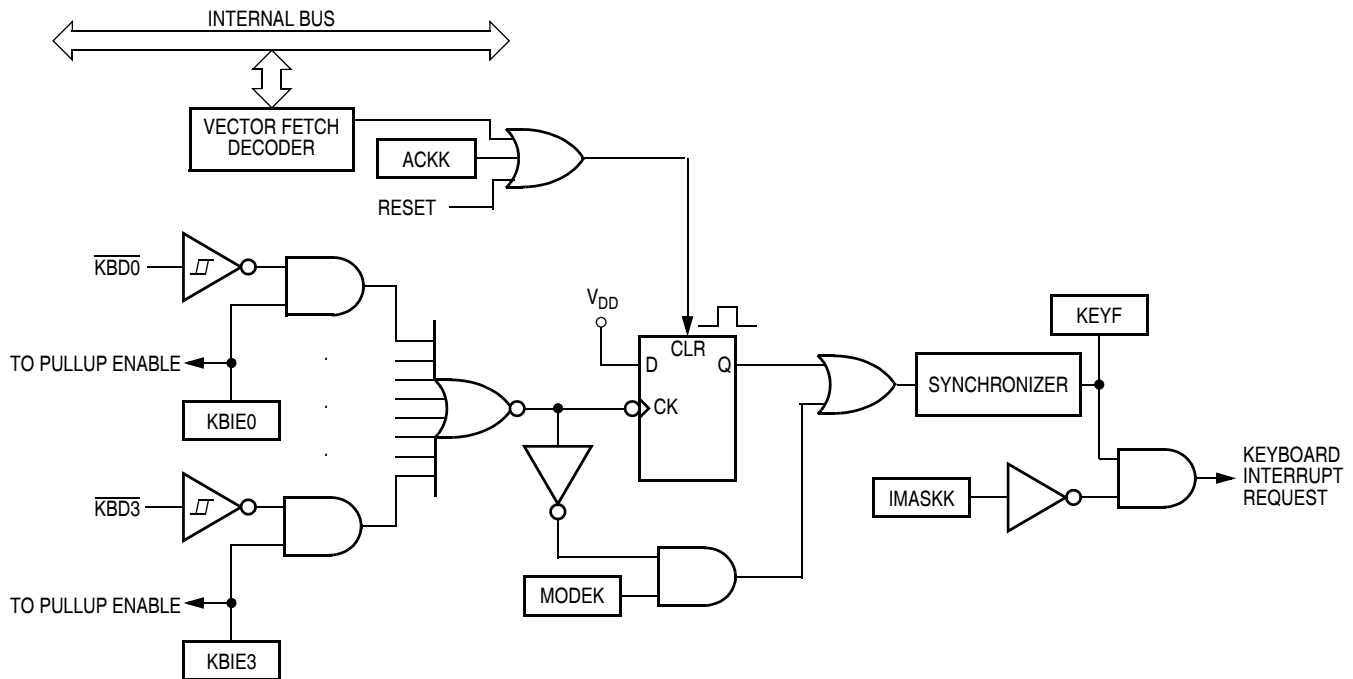 INTERNAL BUS
VECTOR FETCH
DECODER
ACKK
RESET
KBD0
TO PULLUP ENABLE
KBIE0
.
.
.
KBD3
TO PULLUP ENABLE
KBIE3
VDD
CLR
D
Q
CK
MODEK
SYNCHRONIZER
KEYF
IMASKK
KEYBOARD
INTERRUPT
REQUEST